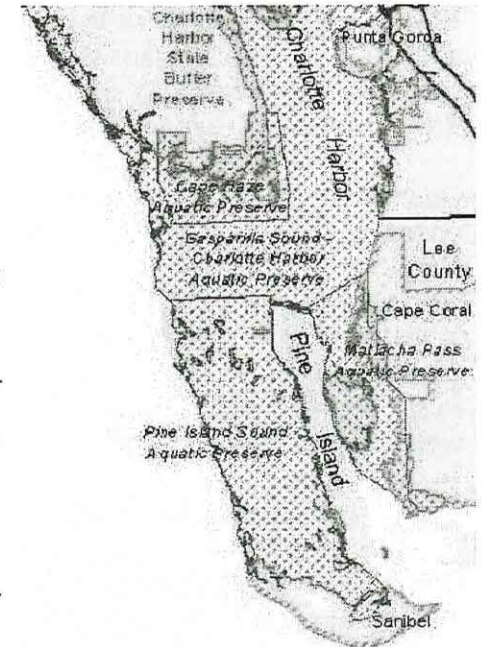 Charlotte
Harbor
State
Buffer
Preserve
Charlotte
Harbor
Punta Gorda
Cape Haze
Aquatic Preserve
Gasparilla Sound -
Charlotte Harbor
Aquatic Preserve
Lee
County
Cape Coral
Pine
Island
Matlacha Pass
Aquatic Preserve
Pine Island Sound
Aquatic Preserve
Sanibel